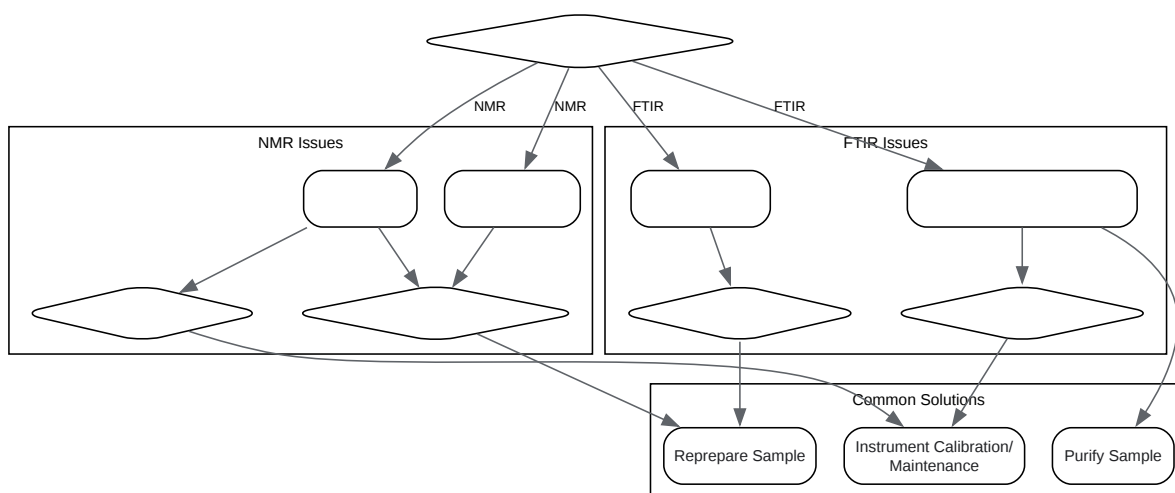 NMR
NMR
FTIR
FTIR
NMR Issues
FTIR Issues
Common Solutions
Reprepare Sample
Instrument Calibration/
Maintenance
Purify Sample